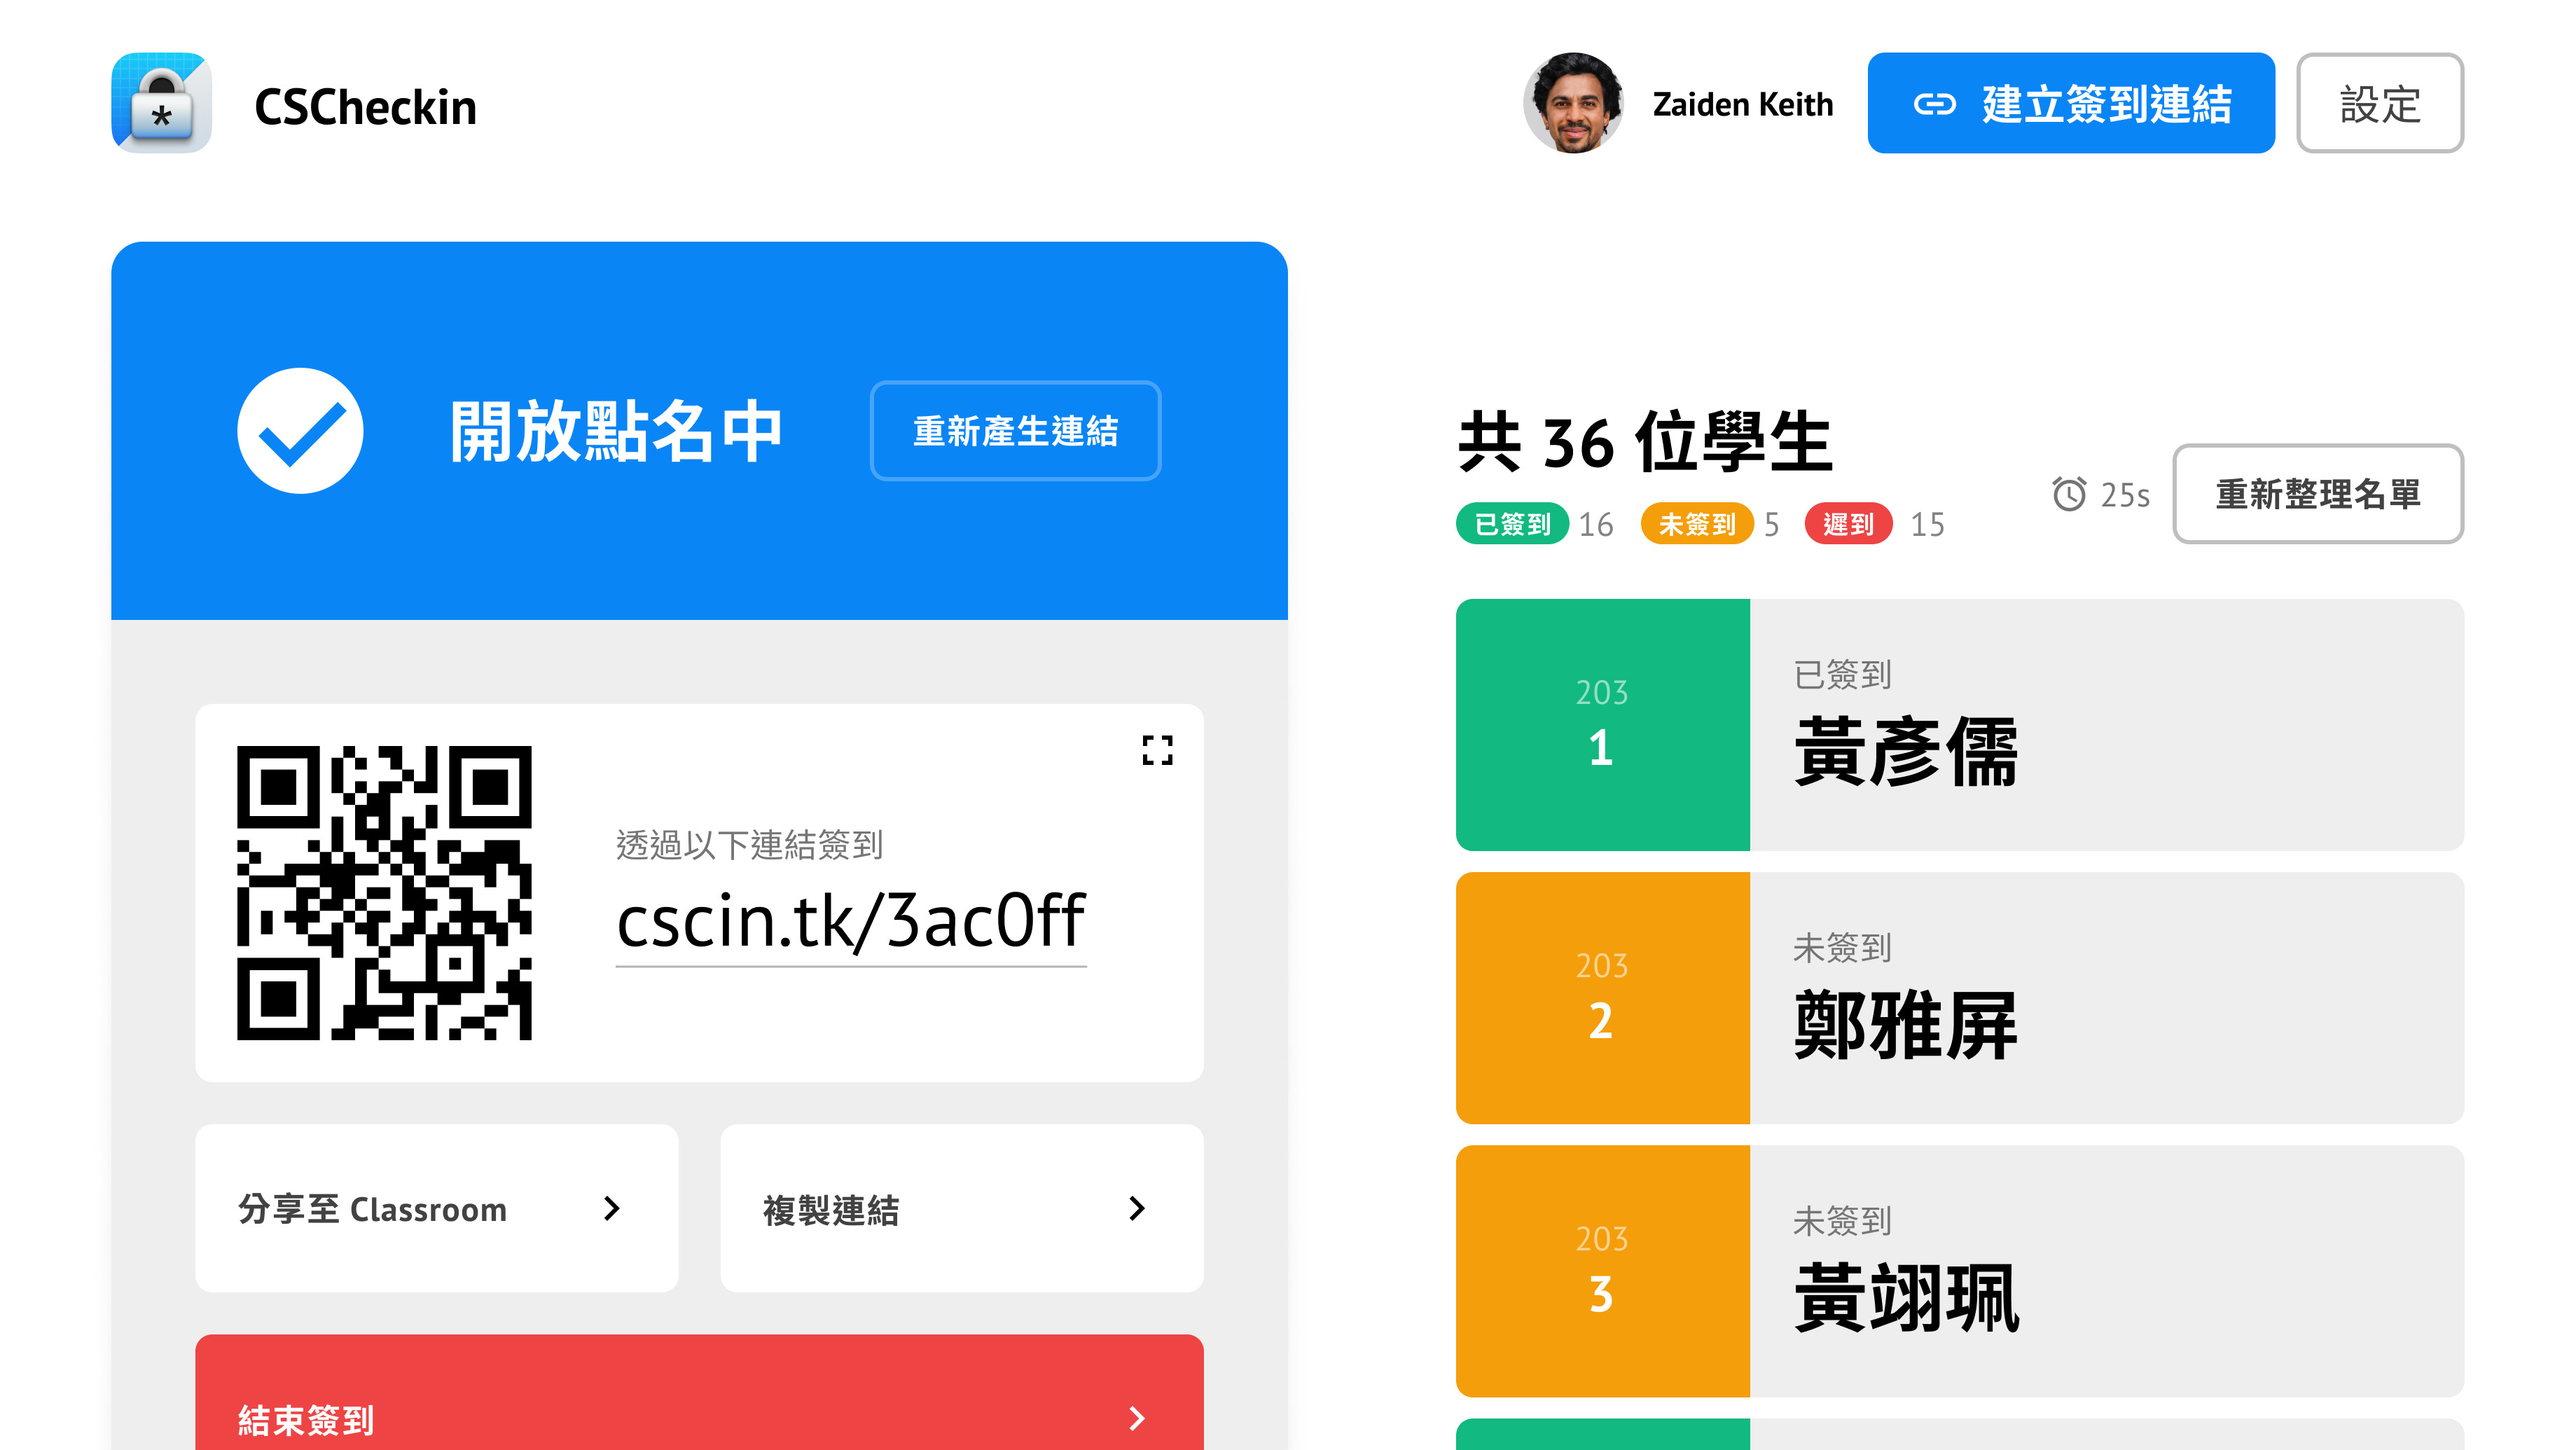 CSCheckin
Zaiden Keith
建立簽到連結
設定
開放點名中
重新產生連結
透過以下連結簽到
cscin.tk/3ac0ff
分享至 Classroom
複製連結
結束簽到
共 36 位學生
已簽到 16 未簽到 5 遲到 15
25s
重新整理名單
203
1
已簽到
黃彥儒
203
2
未簽到
鄭雅屏
203
3
未簽到
黃翊珮